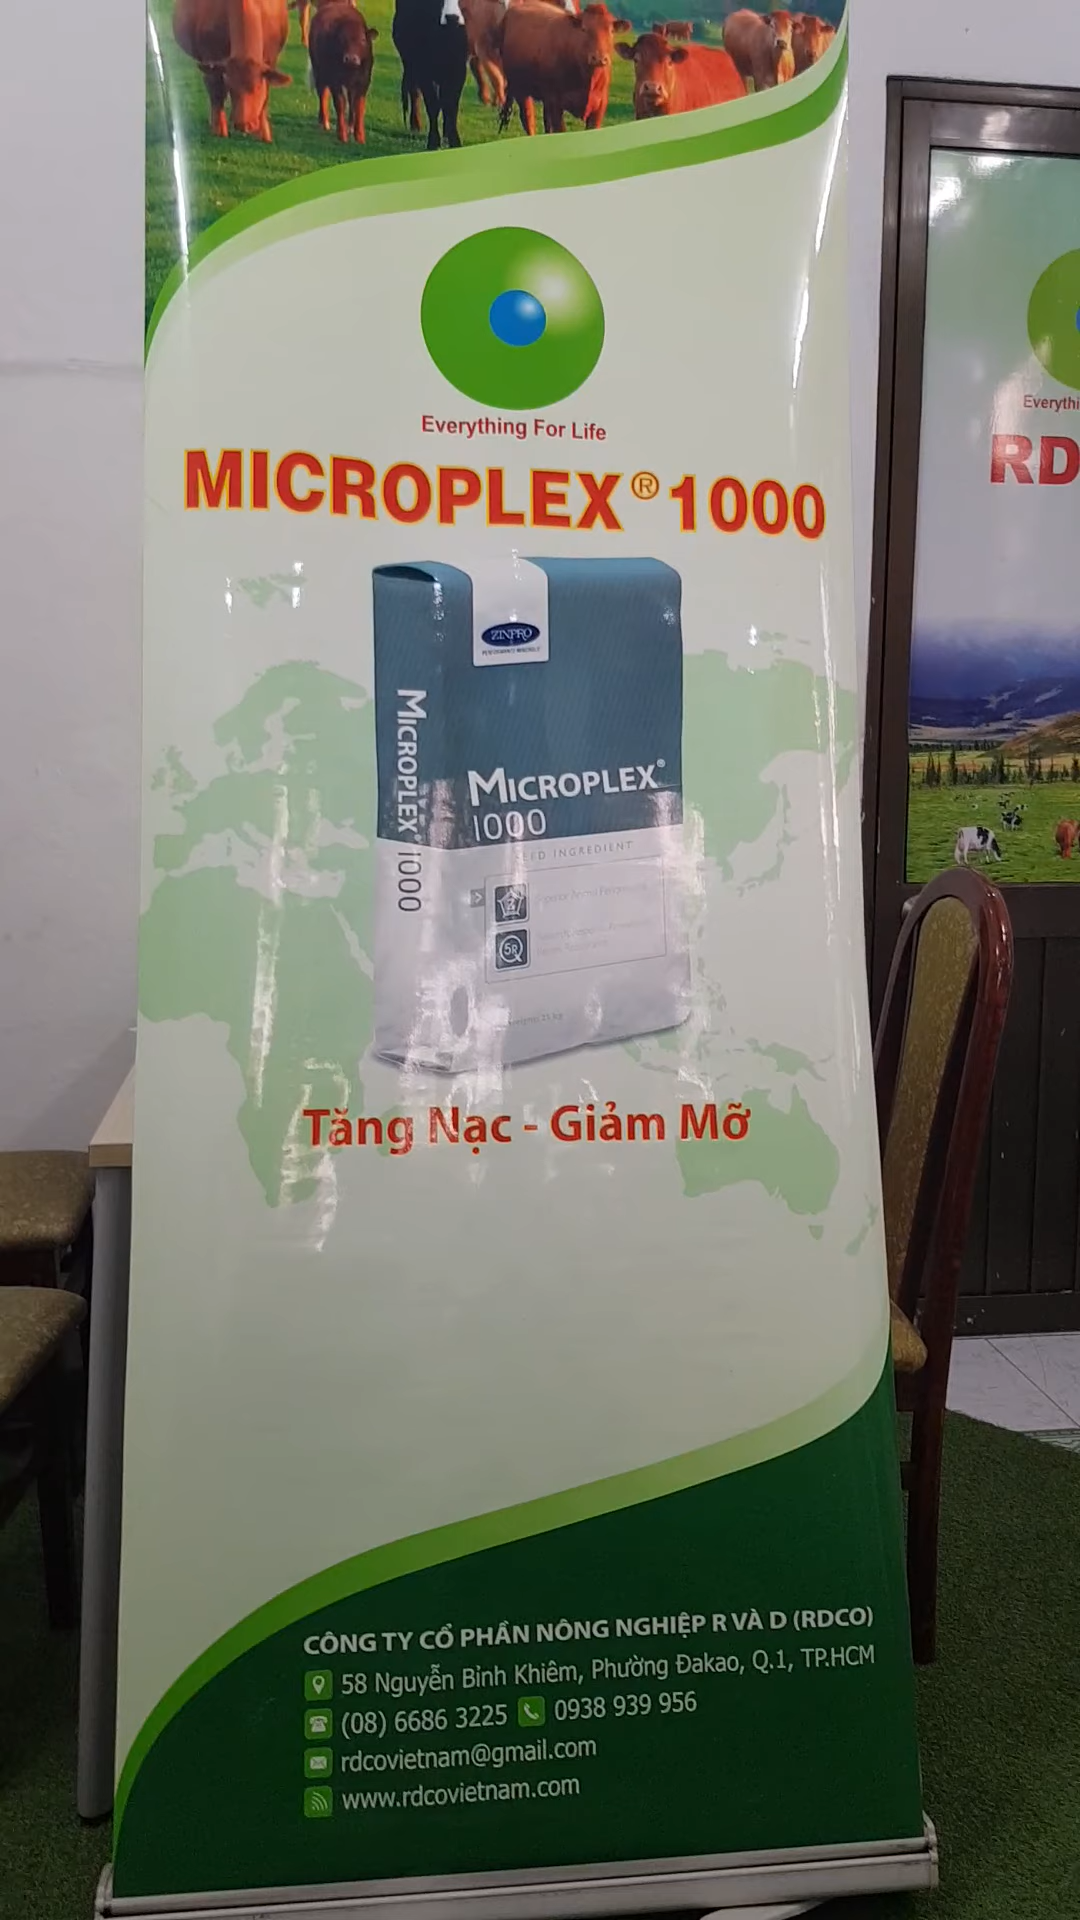 Everything For Life
MICROPLEX® 1000
ZINPRO
PERFORMANCE MINERALS
MICROPLEX® 1000
MICROPLEX®
1000
INGREDIENT
Z
5R
Tăng Nạc - Giảm Mỡ
CÔNG TY CỔ PHẦN NÔNG NGHIỆP R VÀ D (RDCO)
58 Nguyễn Bỉnh Khiêm, Phường Đakao, Q.1, TP.HCM
(08) 6686 3225 0938 939 956
rdcovietnam@gmail.com
www.rdcovietnam.com
Everythi
RD